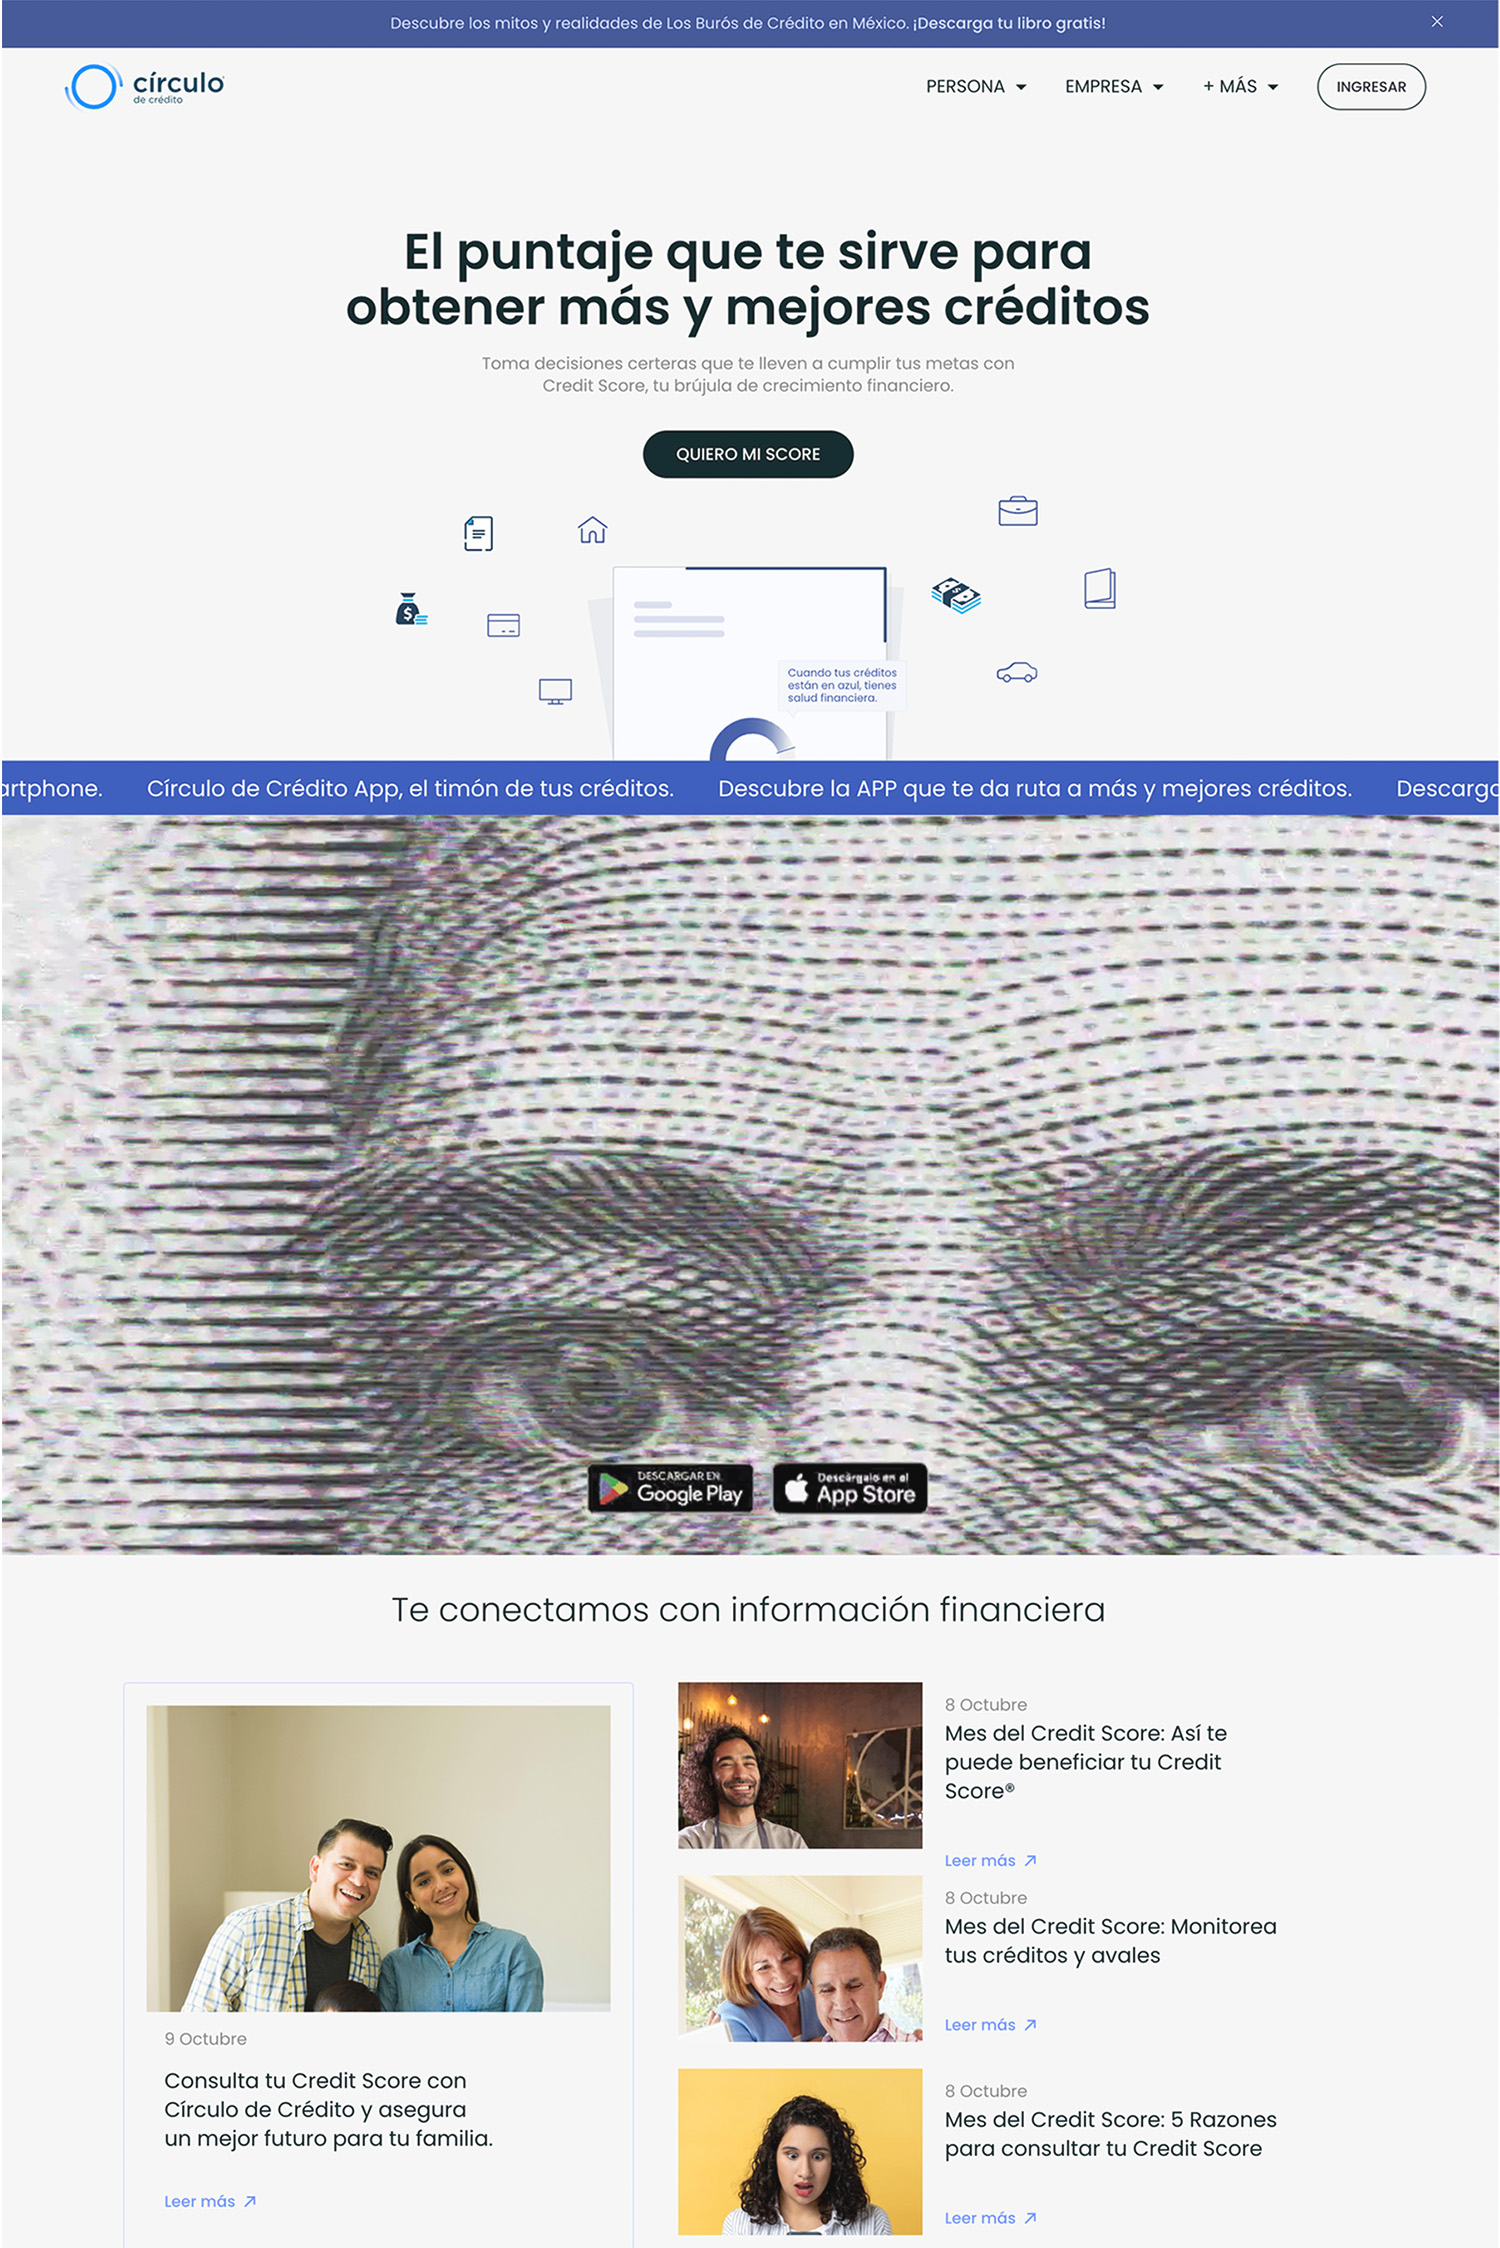 Descubre los mitos y realidades de Los Burós de Crédito en México. ¡Descarga tu libro gratis!
círculo
de crédito
PERSONA
EMPRESA
+ MÁS
INGRESAR
El puntaje que te sirve para
obtener más y mejores créditos
Toma decisiones certeras que te lleven a cumplir tus metas con
Credit Score, tu brújula de crecimiento financiero.
QUIERO MI SCORE
Cuando tus créditos
están en azul, tienes
salud financiera.
artphone. Círculo de Crédito App, el timón de tus créditos. Descubre la APP que te da ruta a más y mejores créditos. Descarga
DESCARGAR EN
Google Play
Descárgalo en el
App Store
Te conectamos con información financiera
9 Octubre
Consulta tu Credit Score con
Círculo de Crédito y asegura
un mejor futuro para tu familia.
Leer más
8 Octubre
Mes del Credit Score: Así te
puede beneficiar tu Credit
Score®
Leer más
8 Octubre
Mes del Credit Score: Monitorea
tus créditos y avales
Leer más
8 Octubre
Mes del Credit Score: 5 Razones
para consultar tu Credit Score
Leer más